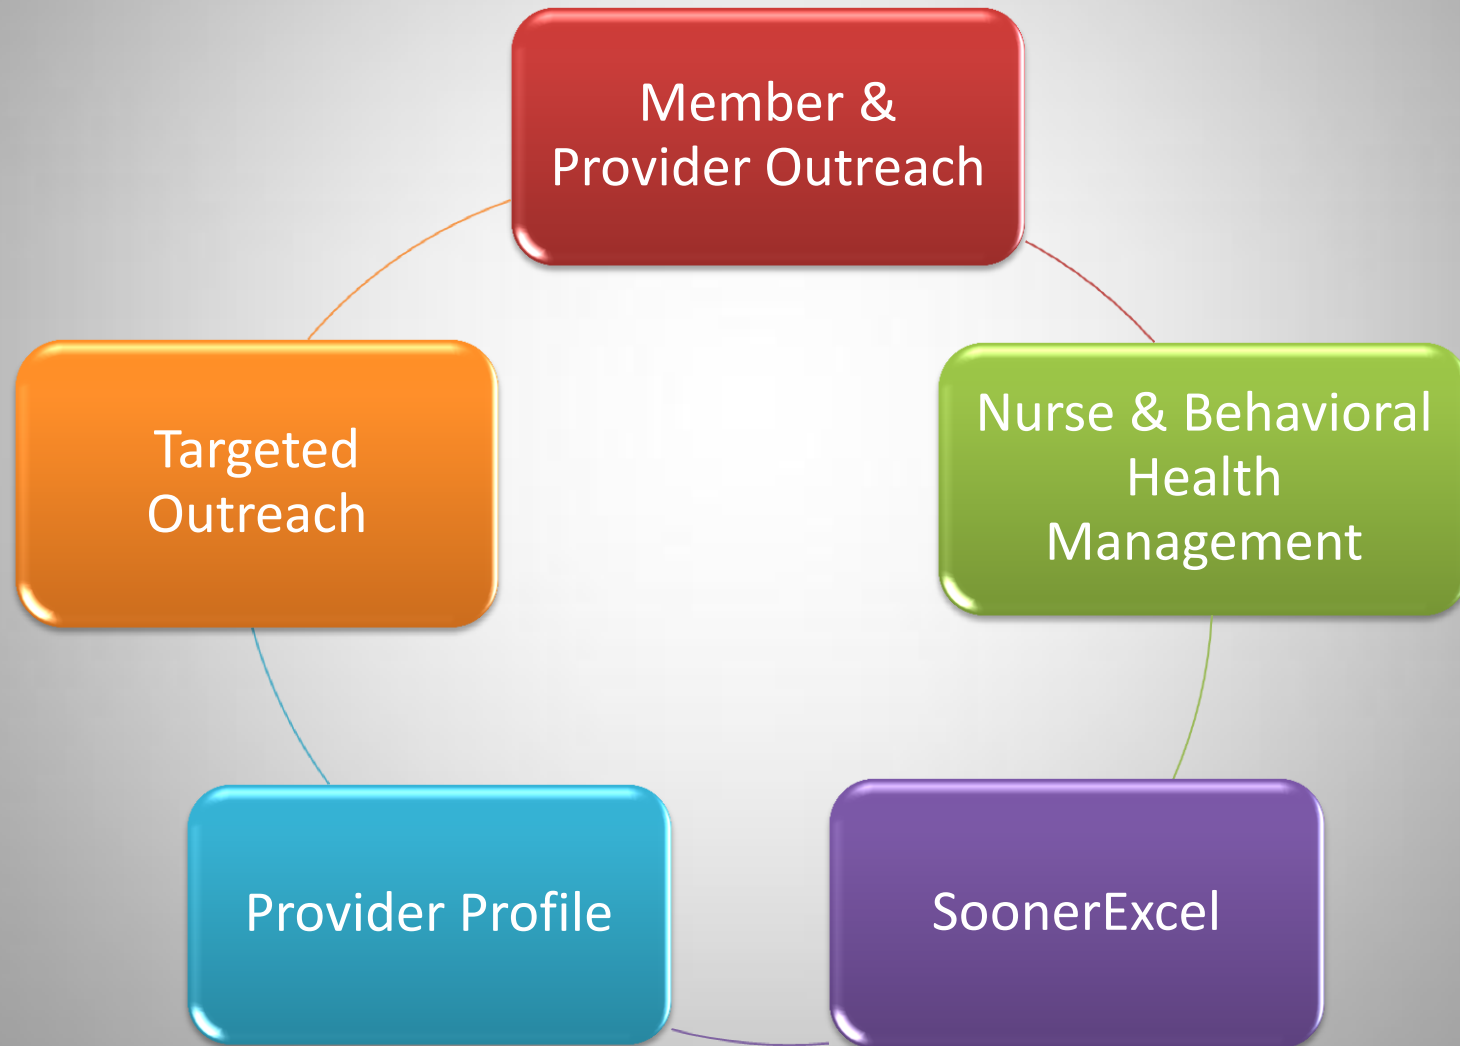 Member &
Provider Outreach
Nurse & Behavioral
Health
Management
SoonerExcel
Provider Profile
Targeted
Outreach